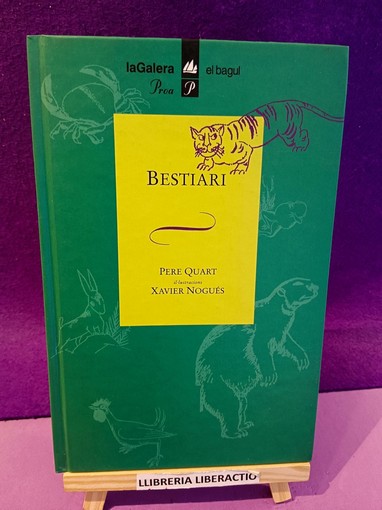 laGalera el bagul
Proa P
BESTIARI
PERE QUART
il·lustracions
XAVIER NOGUÉS
LLIBRERIA LIBERACTIO